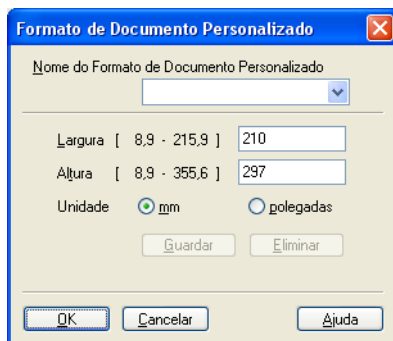 Formato de Documento Personalizado
Nome do Formato de Documento Personalizado
Largura [ 8,9 - 215,9 ] 210
Altura [ 8,9 - 355,6 ] 297
Unidade mm polegadas
Guardar Eliminar
OK Cancelar Ajuda